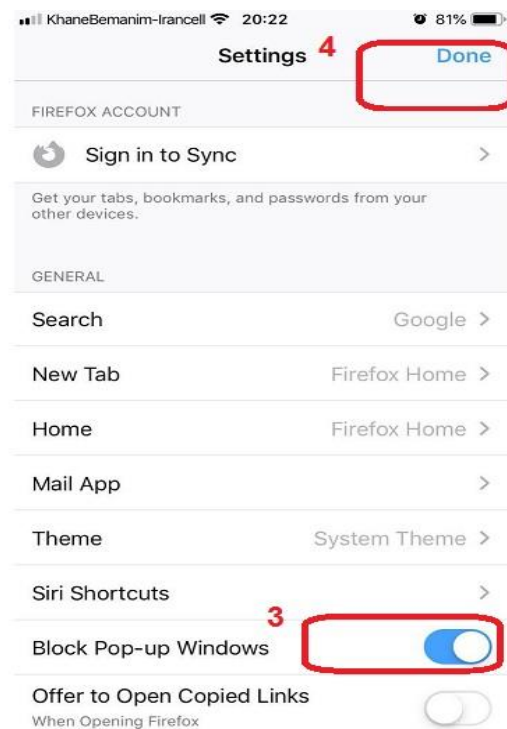 KhaneBemanim-Irancell 20:22 81%
Settings 4 Done
FIREFOX ACCOUNT
Sign in to Sync
Get your tabs, bookmarks, and passwords from your
other devices.
GENERAL
Search Google
New Tab Firefox Home
Home Firefox Home
Mail App
Theme System Theme
Siri Shortcuts
3
Block Pop-up Windows
Offer to Open Copied Links
When Opening Firefox